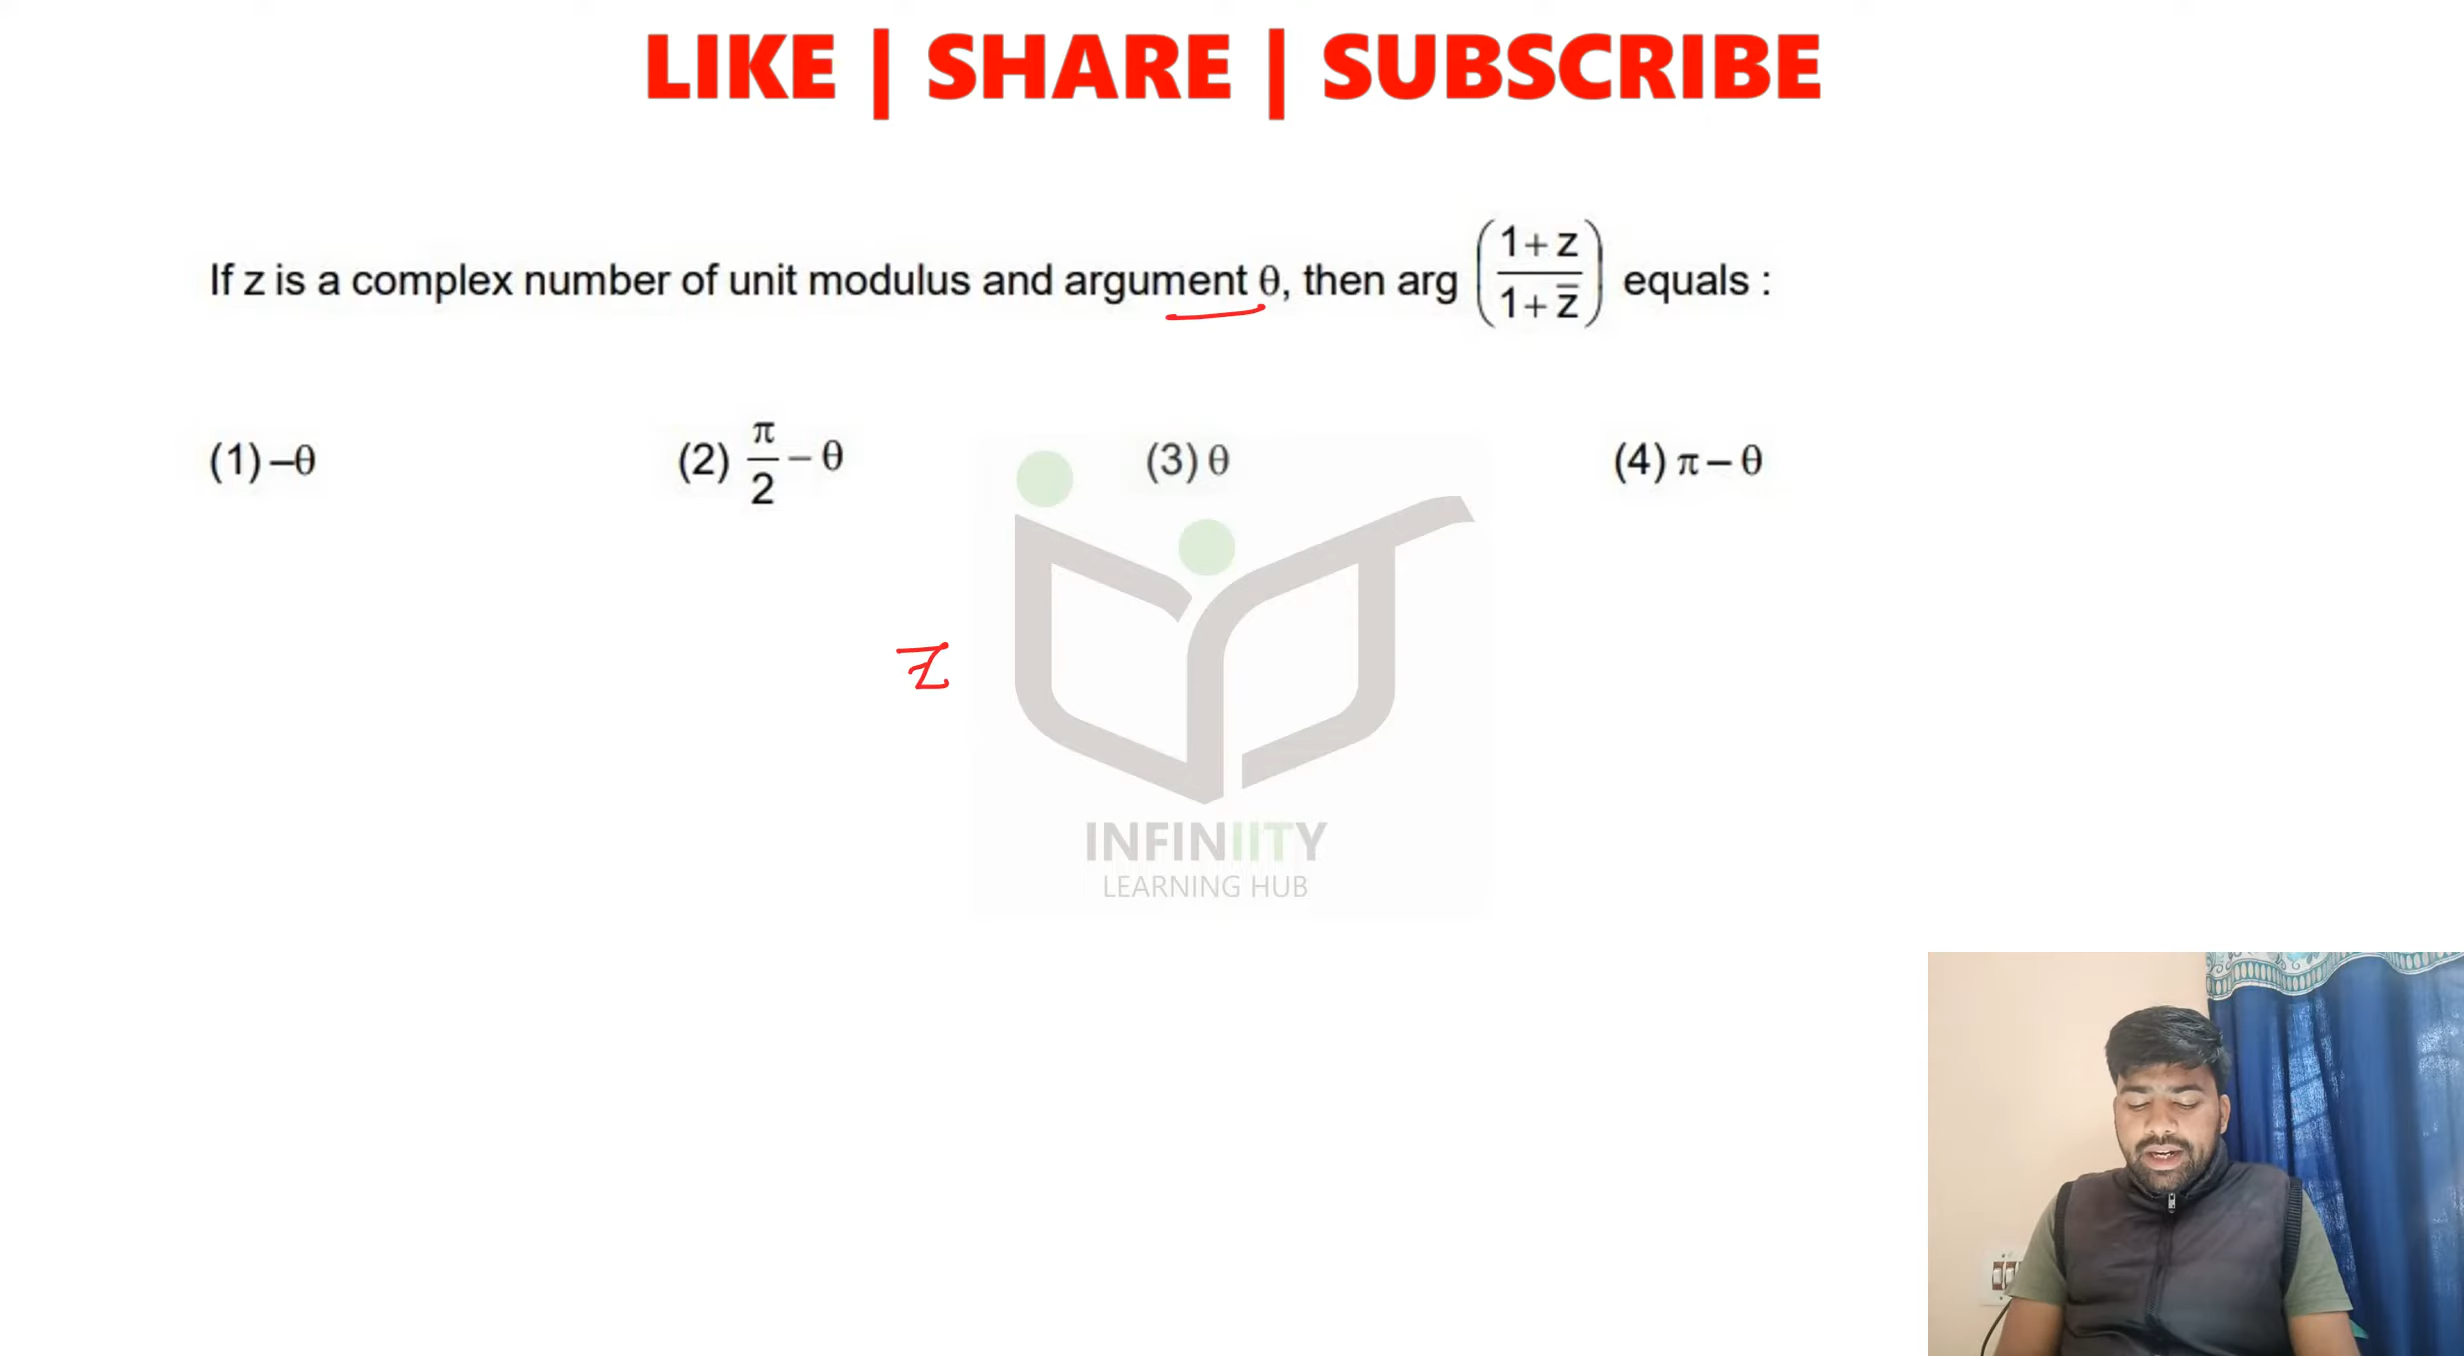 LIKE | SHARE | SUBSCRIBE
If z is a complex number of unit modulus and argument θ, then arg ((1+z)/(1+z̅)) equals :
(1) –θ (2) π/2 – θ (3) θ (4) π – θ
z
INFINIITY
LEARNING HUB